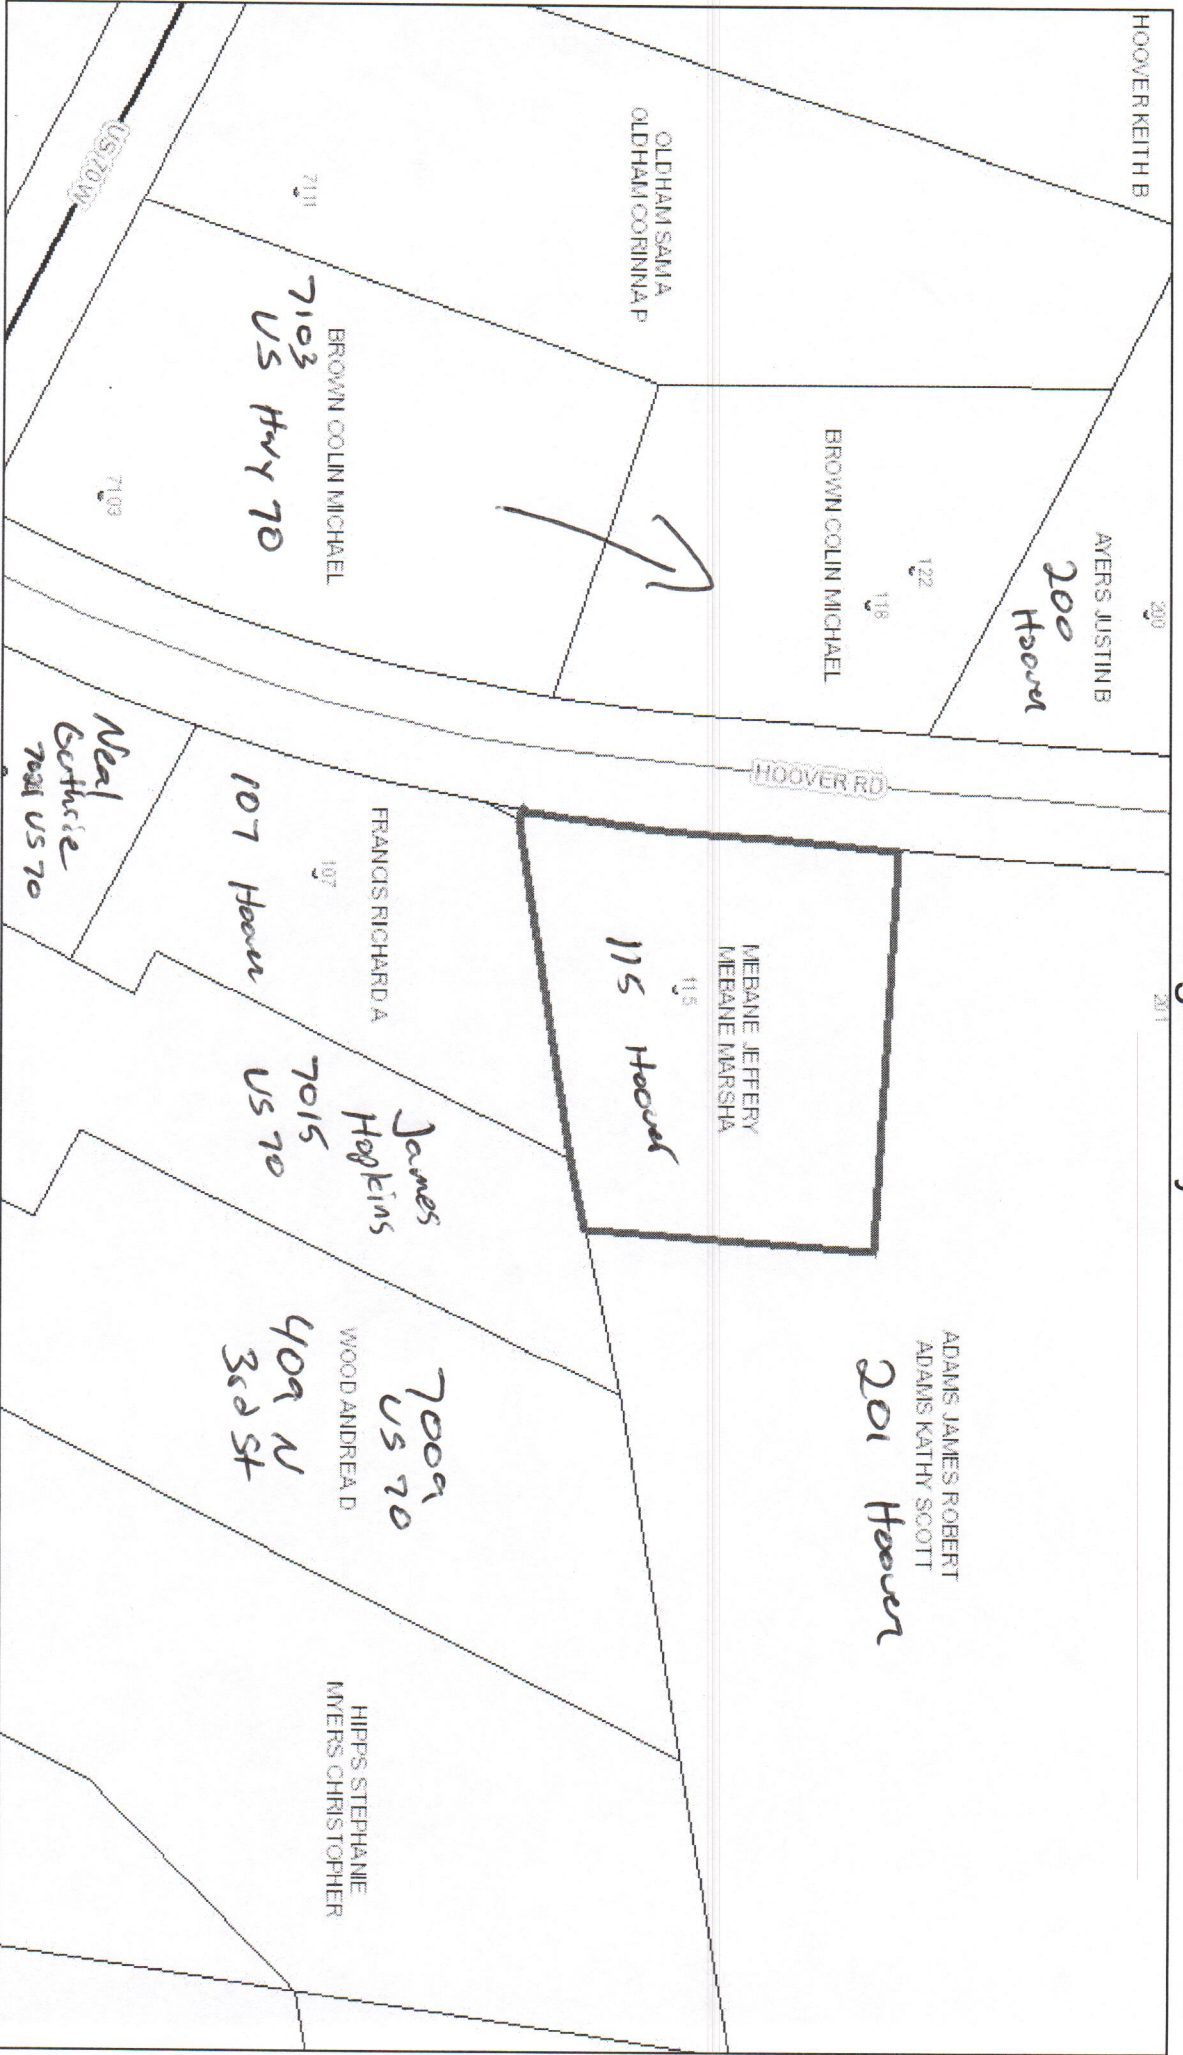 HOOVER KEITH B
200
AYERS JUSTIN B
200
Hoover
122
118
BROWN COLIN MICHAEL
OLDHAM SAM A
OLDHAM CORINNA P
7111
BROWN COLIN MICHAEL
7103
US Hwy 70
7103
US 70 W
HOOVER RD
201
ADAMS JAMES ROBERT
ADAMS KATHY SCOTT
201 Hoover
MEBANE JEFFERY
MEBANE MARSHA
115
115 Hoover
FRANCIS RICHARD A
107
107 Hoover
Neal
Guthrie
US 70
James
Hopkins
7015
US 70
7009
US 70
WOOD ANDREA D
409 N
3rd St
HIPPS STEPHANIE
MYERS CHRISTOPHER